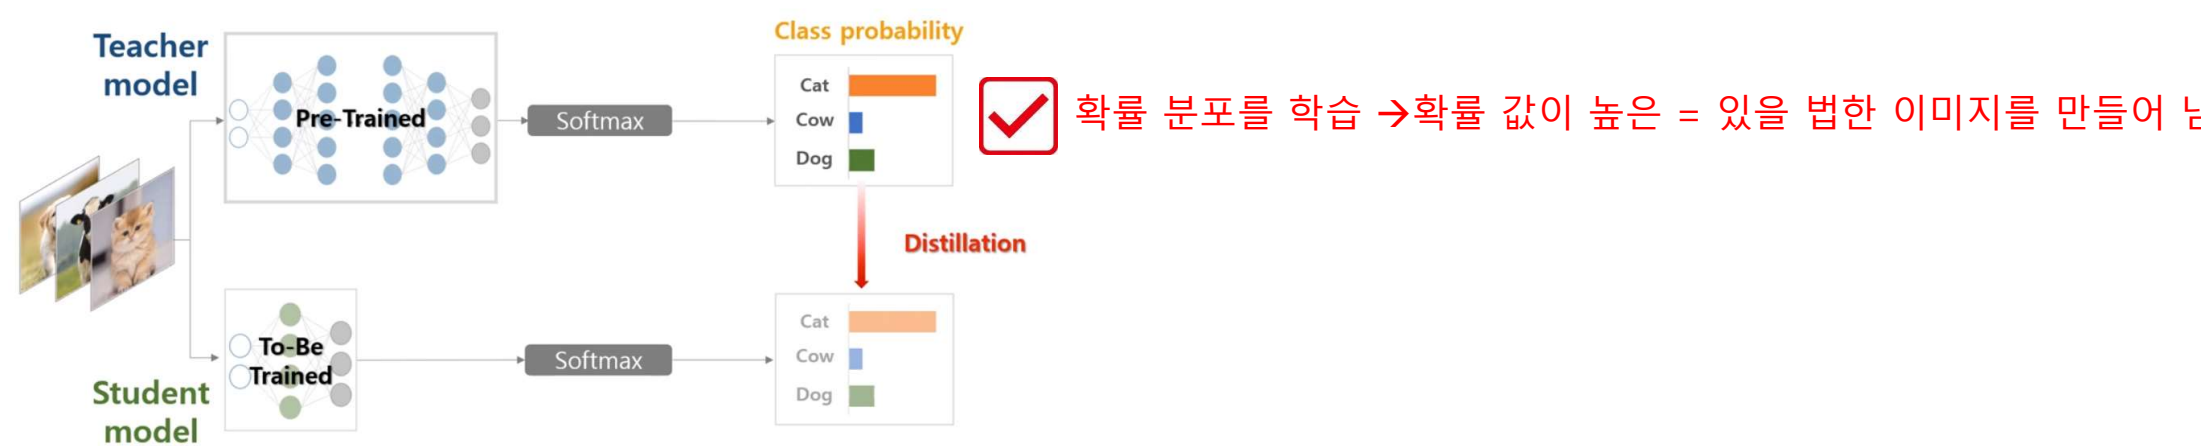 Class probability
Teacher
model
Pre-Trained
Softmax
Cat
Cow
Dog
확률 분포를 학습 →확률 값이 높은 = 있을 법한 이미지를 만들어
Distillation
To-Be
Trained
Softmax
Cat
Cow
Dog
Student
model